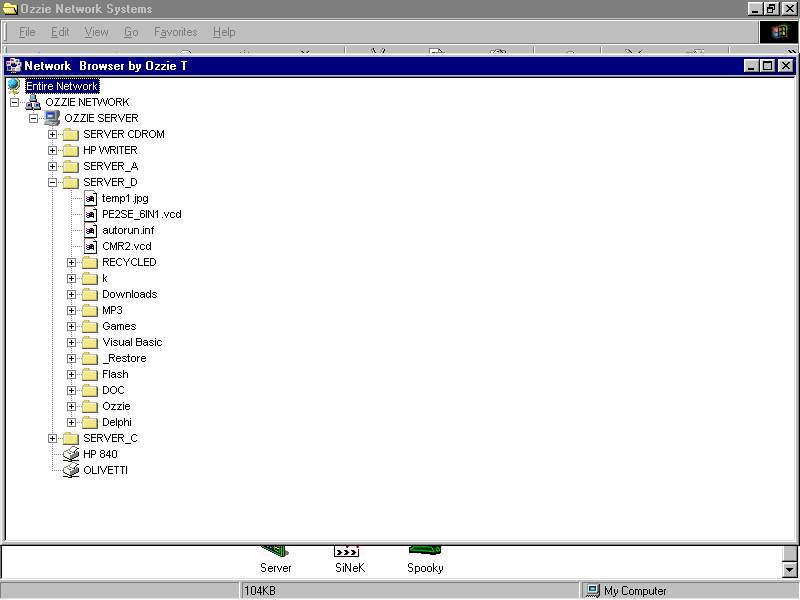 Ozzie Network Systems
File Edit View Go Favorites Help
Network Browser by Ozzie T
Entire Network
OZZIE NETWORK
OZZIE SERVER
SERVER CDROM
HP WRITER
SERVER_A
SERVER_D
temp1.jpg
PE2SE_6IN1.vcd
autorun.inf
CMR2.vcd
RECYCLED
k
Downloads
MP3
Games
Visual Basic
_Restore
Flash
DOC
Ozzie
Delphi
SERVER_C
HP 840
OLIVETTI
Server SiNeK Spooky
104KB My Computer